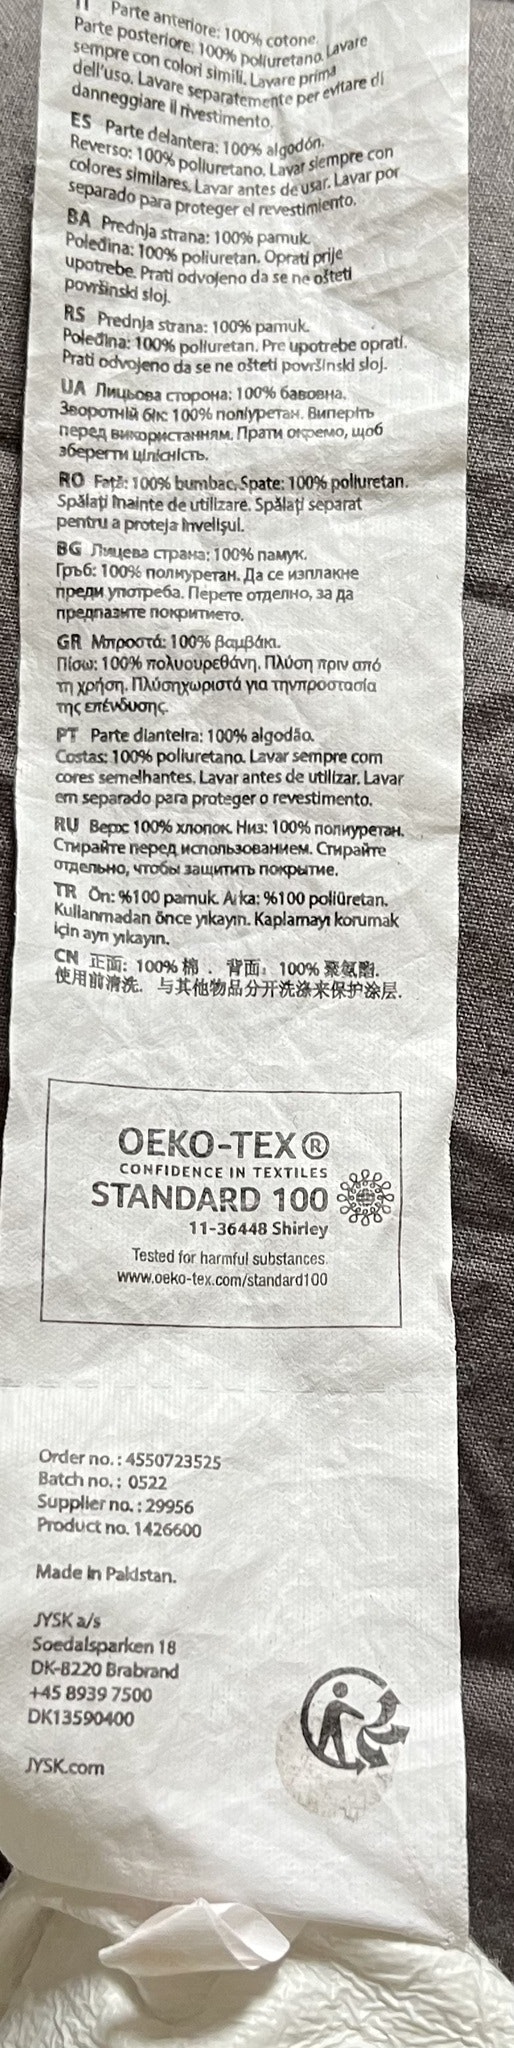 IT Parte anteriore: 100% cotone.
Parte posteriore: 100% poliuretano. Lavare
sempre con colori simili. Lavare prima
dell'uso. Lavare separatemente per evitare di
danneggiare il rivestimento.
ES Parte delantera: 100% algodón.
Reverso: 100% poliuretano. Lavar siempre con
colores similares. Lavar antes de usar. Lavar por
separado para proteger el revestimiento.
BA Prednja strana: 100% pamuk.
Poleđina: 100% poliuretan. Oprati prije
upotrebe. Prati odvojeno da se ne ošteti
površinski sloj.
RS Prednja strana: 100% pamuk.
Poleđina: 100% poliuretan. Pre upotrebe oprati.
Prati odvojeno da se ne ošteti površinski sloj.
UA Лицьова сторона: 100% бавовна.
Зворотній бік: 100% поліуретан. Виперіть
перед використанням. Прати окремо, щоб
зберегти цілісність.
RO Față: 100% bumbac, Spate: 100% poliuretan.
Spălați înainte de utilizare. Spălați separat
pentru a proteja învelișul.
BG Лицева страна: 100% памук.
Гръб: 100% полиуретан. Да се изплакне
преди употреба. Перете отделно, за да
предпазите покритието.
GR Μπροστά: 100% βαμβάκι.
Πίσω: 100% πολυουρεθάνη. Πλύση πριν από
τη χρήση. Πλύσηχωριστά για τηνπροστασία
της επένδυσης.
PT Parte dianteira: 100% algodão.
Costas: 100% poliuretano. Lavar sempre com
cores semelhantes. Lavar antes de utilizar. Lavar
em separado para proteger o revestimento.
RU Верх: 100% хлопок. Низ: 100% полиуретан.
Стирайте перед использованием. Стирайте
отдельно, чтобы защитить покрытие.
TR Ön: %100 pamuk. Arka: %100 poliüretan.
Kullanmadan önce yıkayın. Kaplamayı korumak
için ayrı yıkayın.
CN 正面: 100% 棉 . 背面: 100% 聚氨酯.
使用前清洗. 与其他物品分开洗涤来保护涂层.
OEKO-TEX®
CONFIDENCE IN TEXTILES
STANDARD 100
11-36448 Shirley
Tested for harmful substances.
www.oeko-tex.com/standard100
Order no. : 4550723525
Batch no. : 0522
Supplier no. : 29956
Product no. 1426600
Made in Pakistan.
JYSK a/s
Soedalsparken 18
DK-8220 Brabrand
+45 8939 7500
DK13590400
JYSK.com